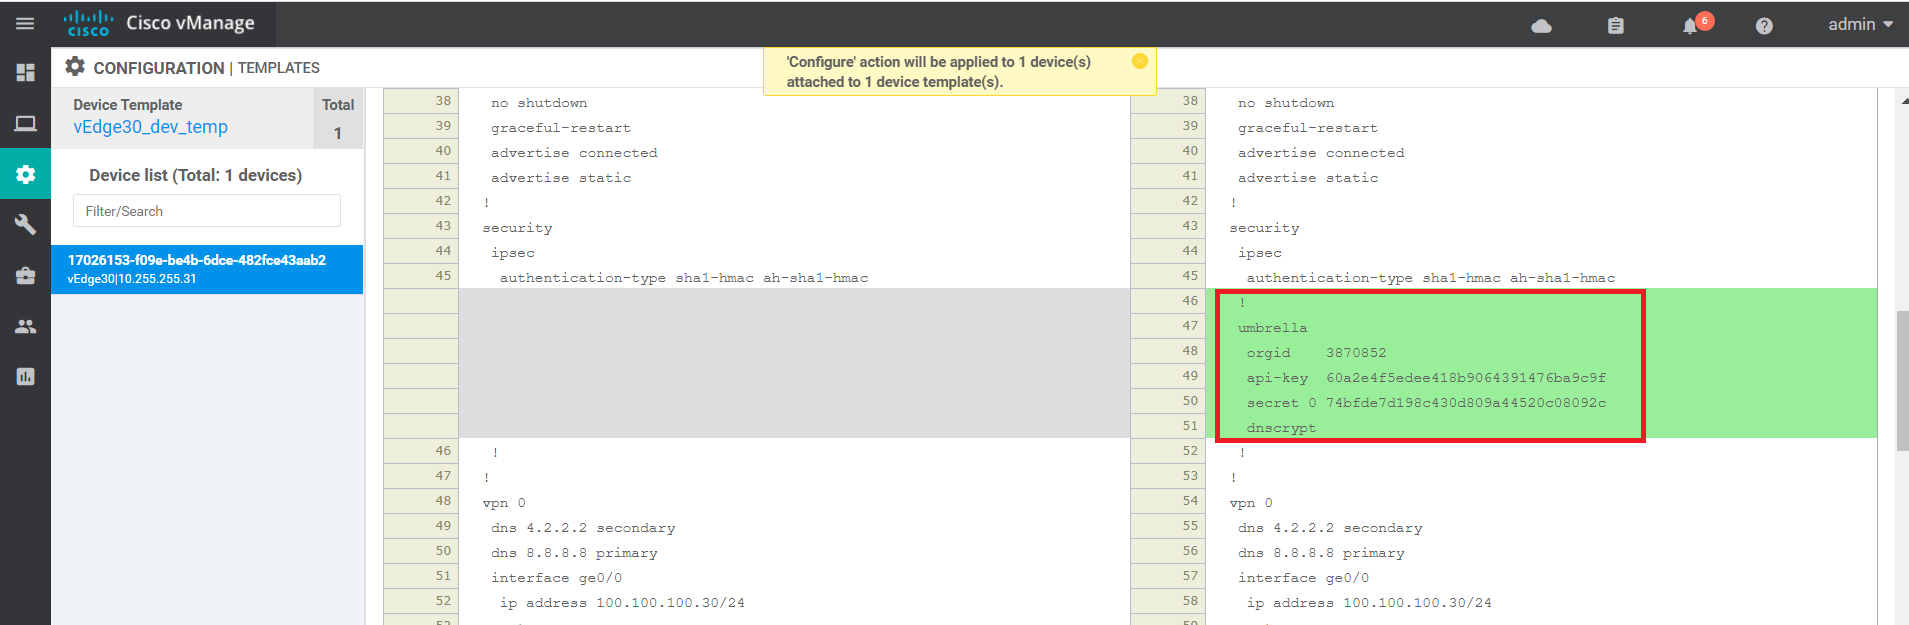 cisco Cisco vManage
6
admin
CONFIGURATION | TEMPLATES
'Configure' action will be applied to 1 device(s)
attached to 1 device template(s).
Device Template
vEdge30_dev_temp
Total
1
Device list (Total: 1 devices)
Filter/Search
17026153-f09e-be4b-6dce-482fce43aab2
vEdge30|10.255.255.31
38 no shutdown
39 graceful-restart
40 advertise connected
41 advertise static
42 !
43 security
44 ipsec
45 authentication-type sha1-hmac ah-sha1-hmac
46 !
47 !
48 vpn 0
49 dns 4.2.2.2 secondary
50 dns 8.8.8.8 primary
51 interface ge0/0
52 ip address 100.100.100.30/24
38 no shutdown
39 graceful-restart
40 advertise connected
41 advertise static
42 !
43 security
44 ipsec
45 authentication-type sha1-hmac ah-sha1-hmac
46 !
47 umbrella
48 orgid 3870852
49 api-key 60a2e4f5edee418b9064391476ba9c9f
50 secret 0 74bfde7d198c430d809a44520c08092c
51 dnscrypt
52 !
53 !
54 vpn 0
55 dns 4.2.2.2 secondary
56 dns 8.8.8.8 primary
57 interface ge0/0
58 ip address 100.100.100.30/24